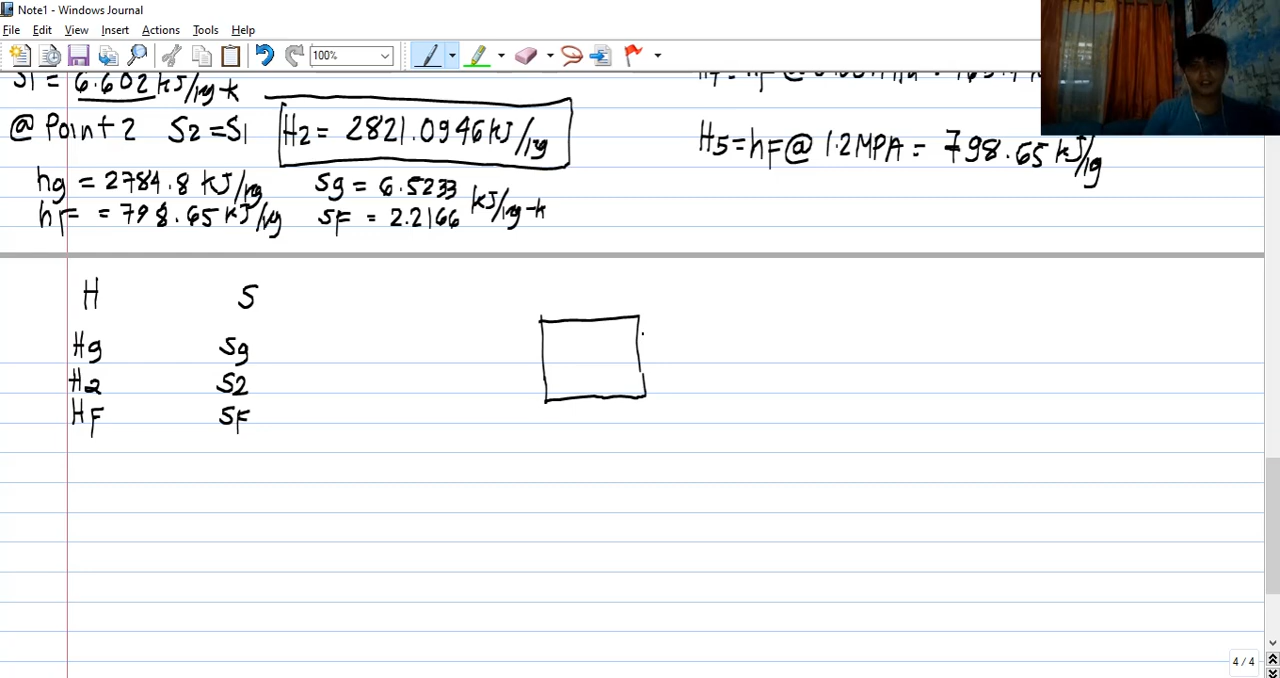 Note1 - Windows Journal
File Edit View Insert Actions Tools Help
100%
S1 = 6.602 KJ/kg-k
@ Point 2 S2 = S1 H2 = 2821.0946 KJ/kg
hg = 2784.8 KJ/kg Sg = 6.5233
hF = 798.65 KJ/kg SF = 2.2166 KJ/kg-k
H5 = hF @ 1.2 MPA = 798.65 KJ/kg
H S
Hg Sg
H2 S2
HF SF
4 / 4